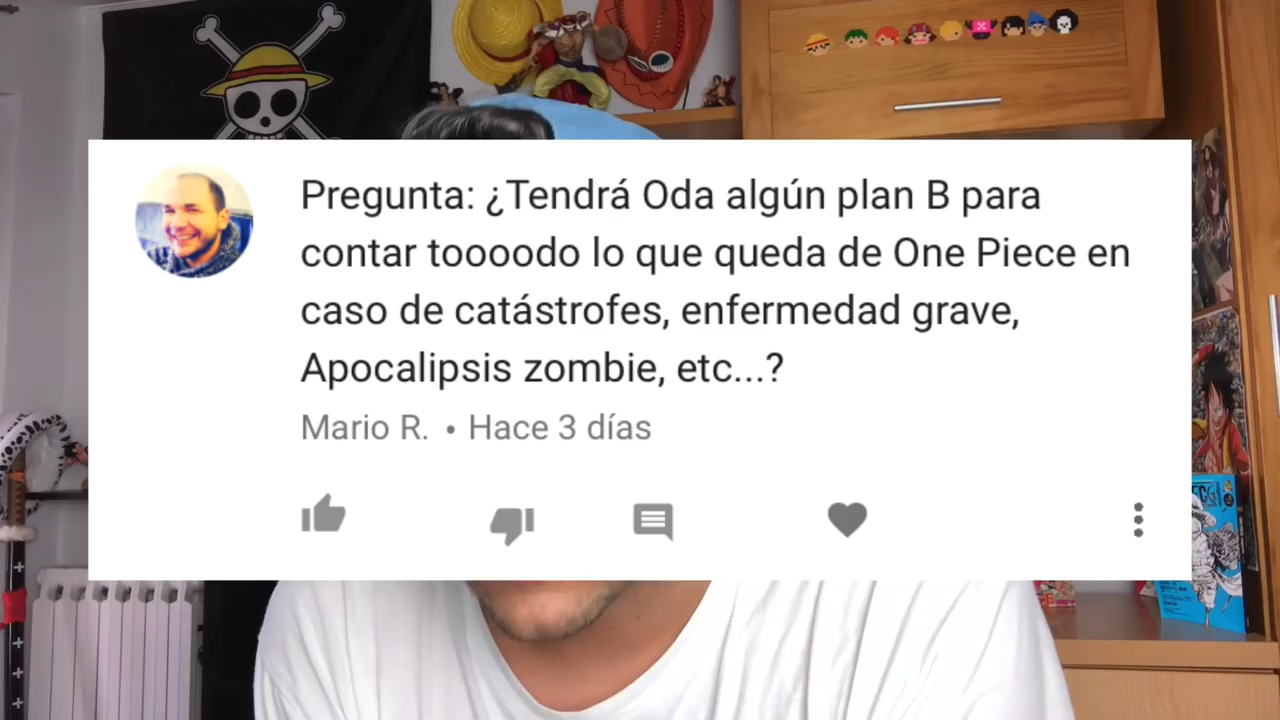 Pregunta: ¿Tendrá Oda algún plan B para
contar toooodo lo que queda de One Piece en
caso de catástrofes, enfermedad grave,
Apocalipsis zombie, etc...?
Mario R. • Hace 3 días